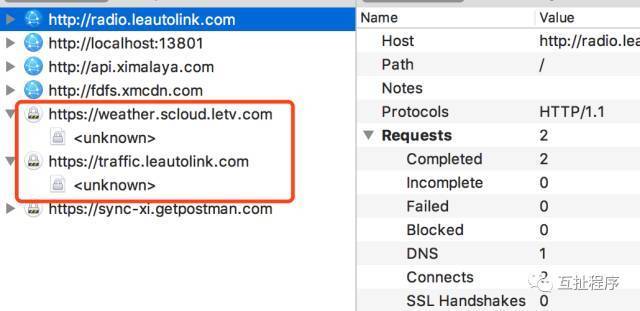 http://radio.leautolink.com
http://localhost:13801
http://api.ximalaya.com
http://fdfs.xmcdn.com
https://weather.scloud.letv.com
<unknown>
https://traffic.leautolink.com
<unknown>
https://sync-xi.getpostman.com
Name Value
Host http://radio.lea
Path /
Notes
Protocols HTTP/1.1
Requests 2
Completed 2
Incomplete 0
Failed 0
Blocked 0
DNS 1
Connects
SSL Handshakes 0
互扯程序